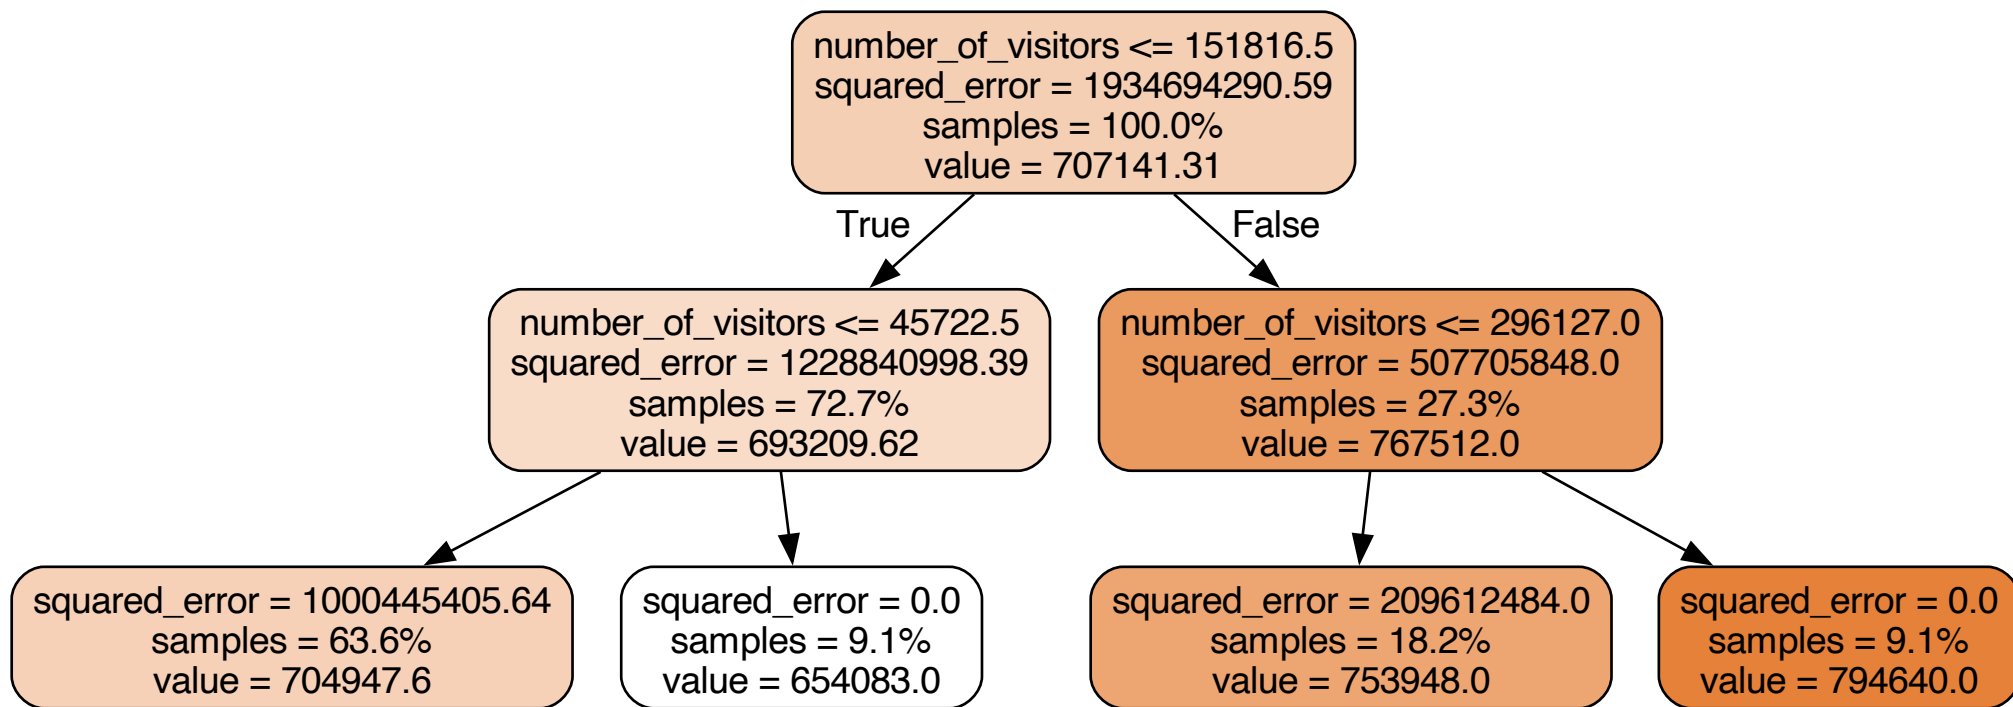 number_of_visitors <= 151816.5
squared_error = 1934694290.59
samples = 100.0%
value = 707141.31
True
False
number_of_visitors <= 45722.5
squared_error = 1228840998.39
samples = 72.7%
value = 693209.62
number_of_visitors <= 296127.0
squared_error = 507705848.0
samples = 27.3%
value = 767512.0
squared_error = 1000445405.64
samples = 63.6%
value = 704947.6
squared_error = 0.0
samples = 9.1%
value = 654083.0
squared_error = 209612484.0
samples = 18.2%
value = 753948.0
squared_error = 0.0
samples = 9.1%
value = 794640.0